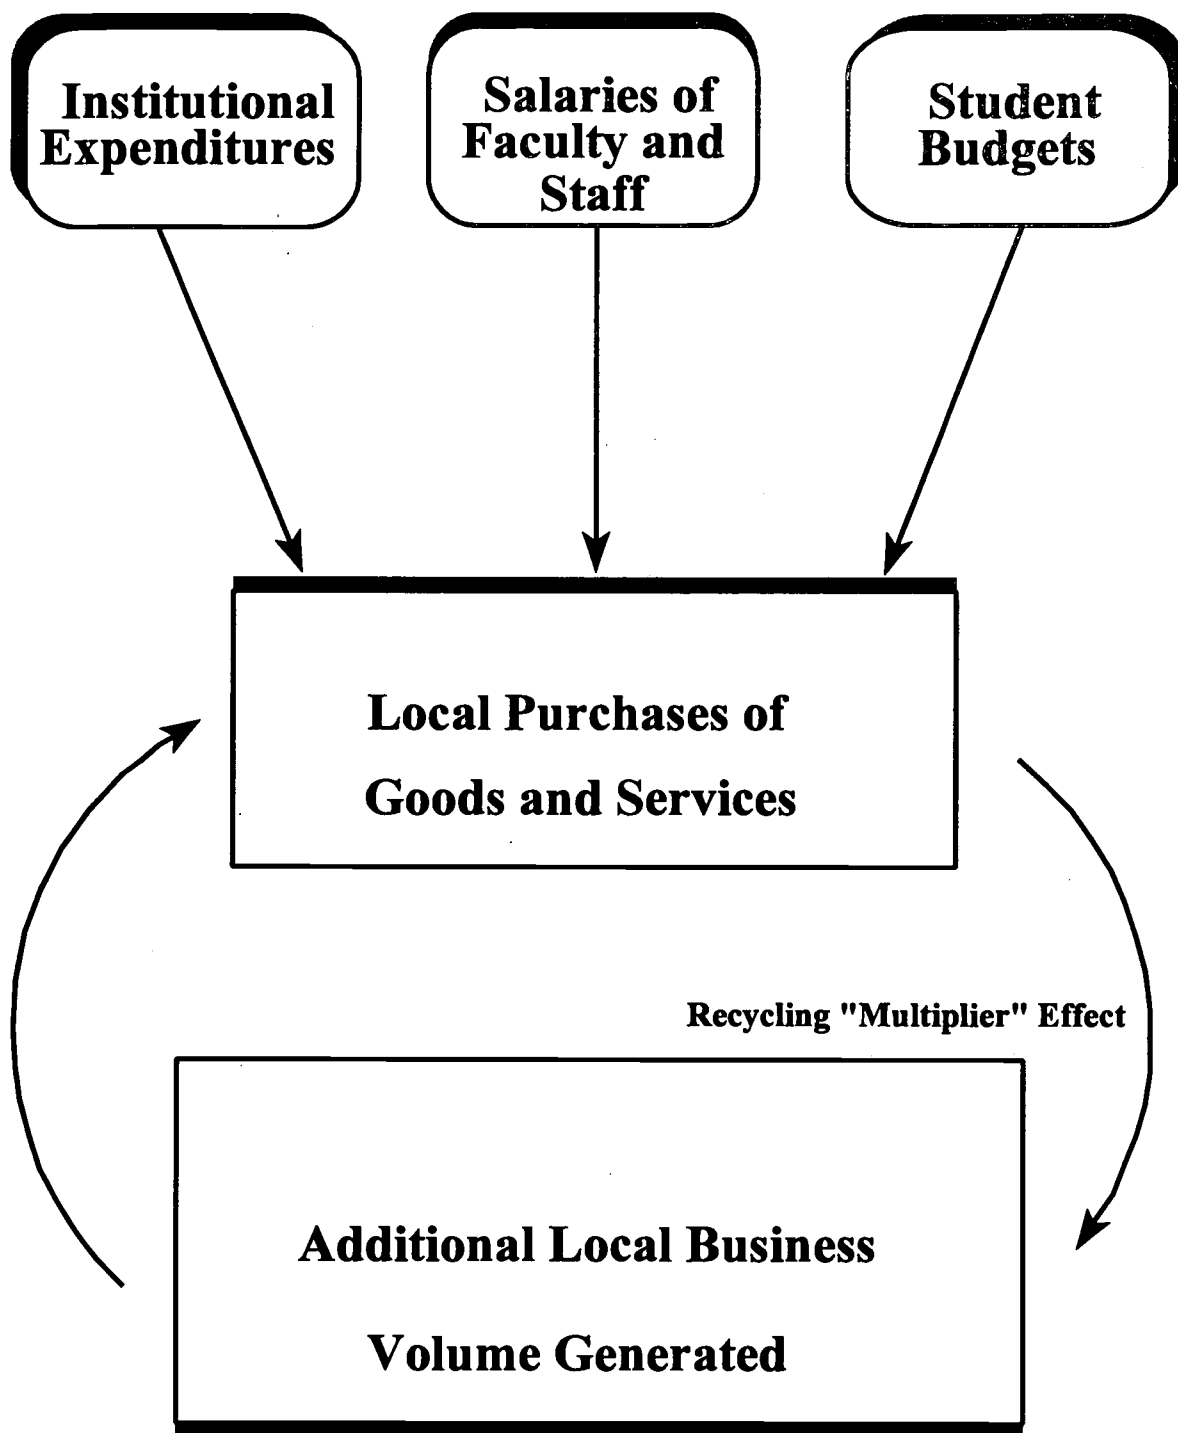 Institutional
Expenditures
Salaries of
Faculty and
Staff
Student
Budgets
Local Purchases of
Goods and Services
Recycling "Multiplier" Effect
Additional Local Business
Volume Generated